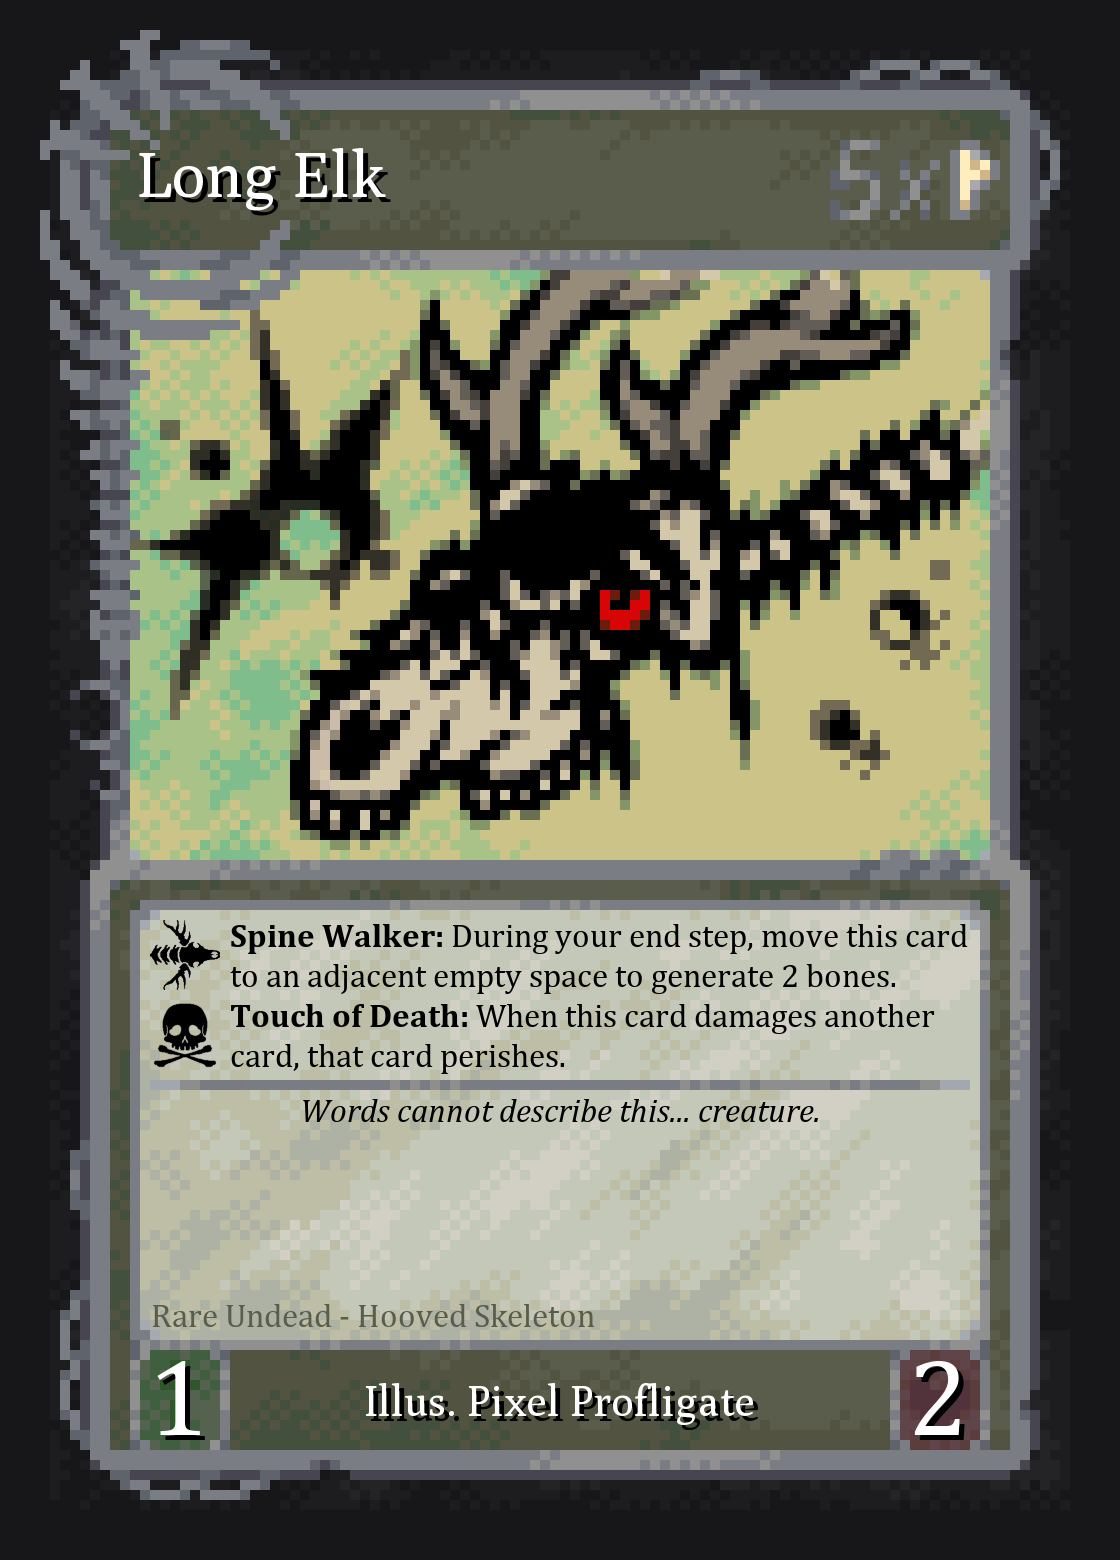 Long Elk
5x
Spine Walker: During your end step, move this card
to an adjacent empty space to generate 2 bones.
Touch of Death: When this card damages another
card, that card perishes.
Words cannot describe this... creature.
Rare Undead - Hooved Skeleton
1
Illus. Pixel Profligate
2